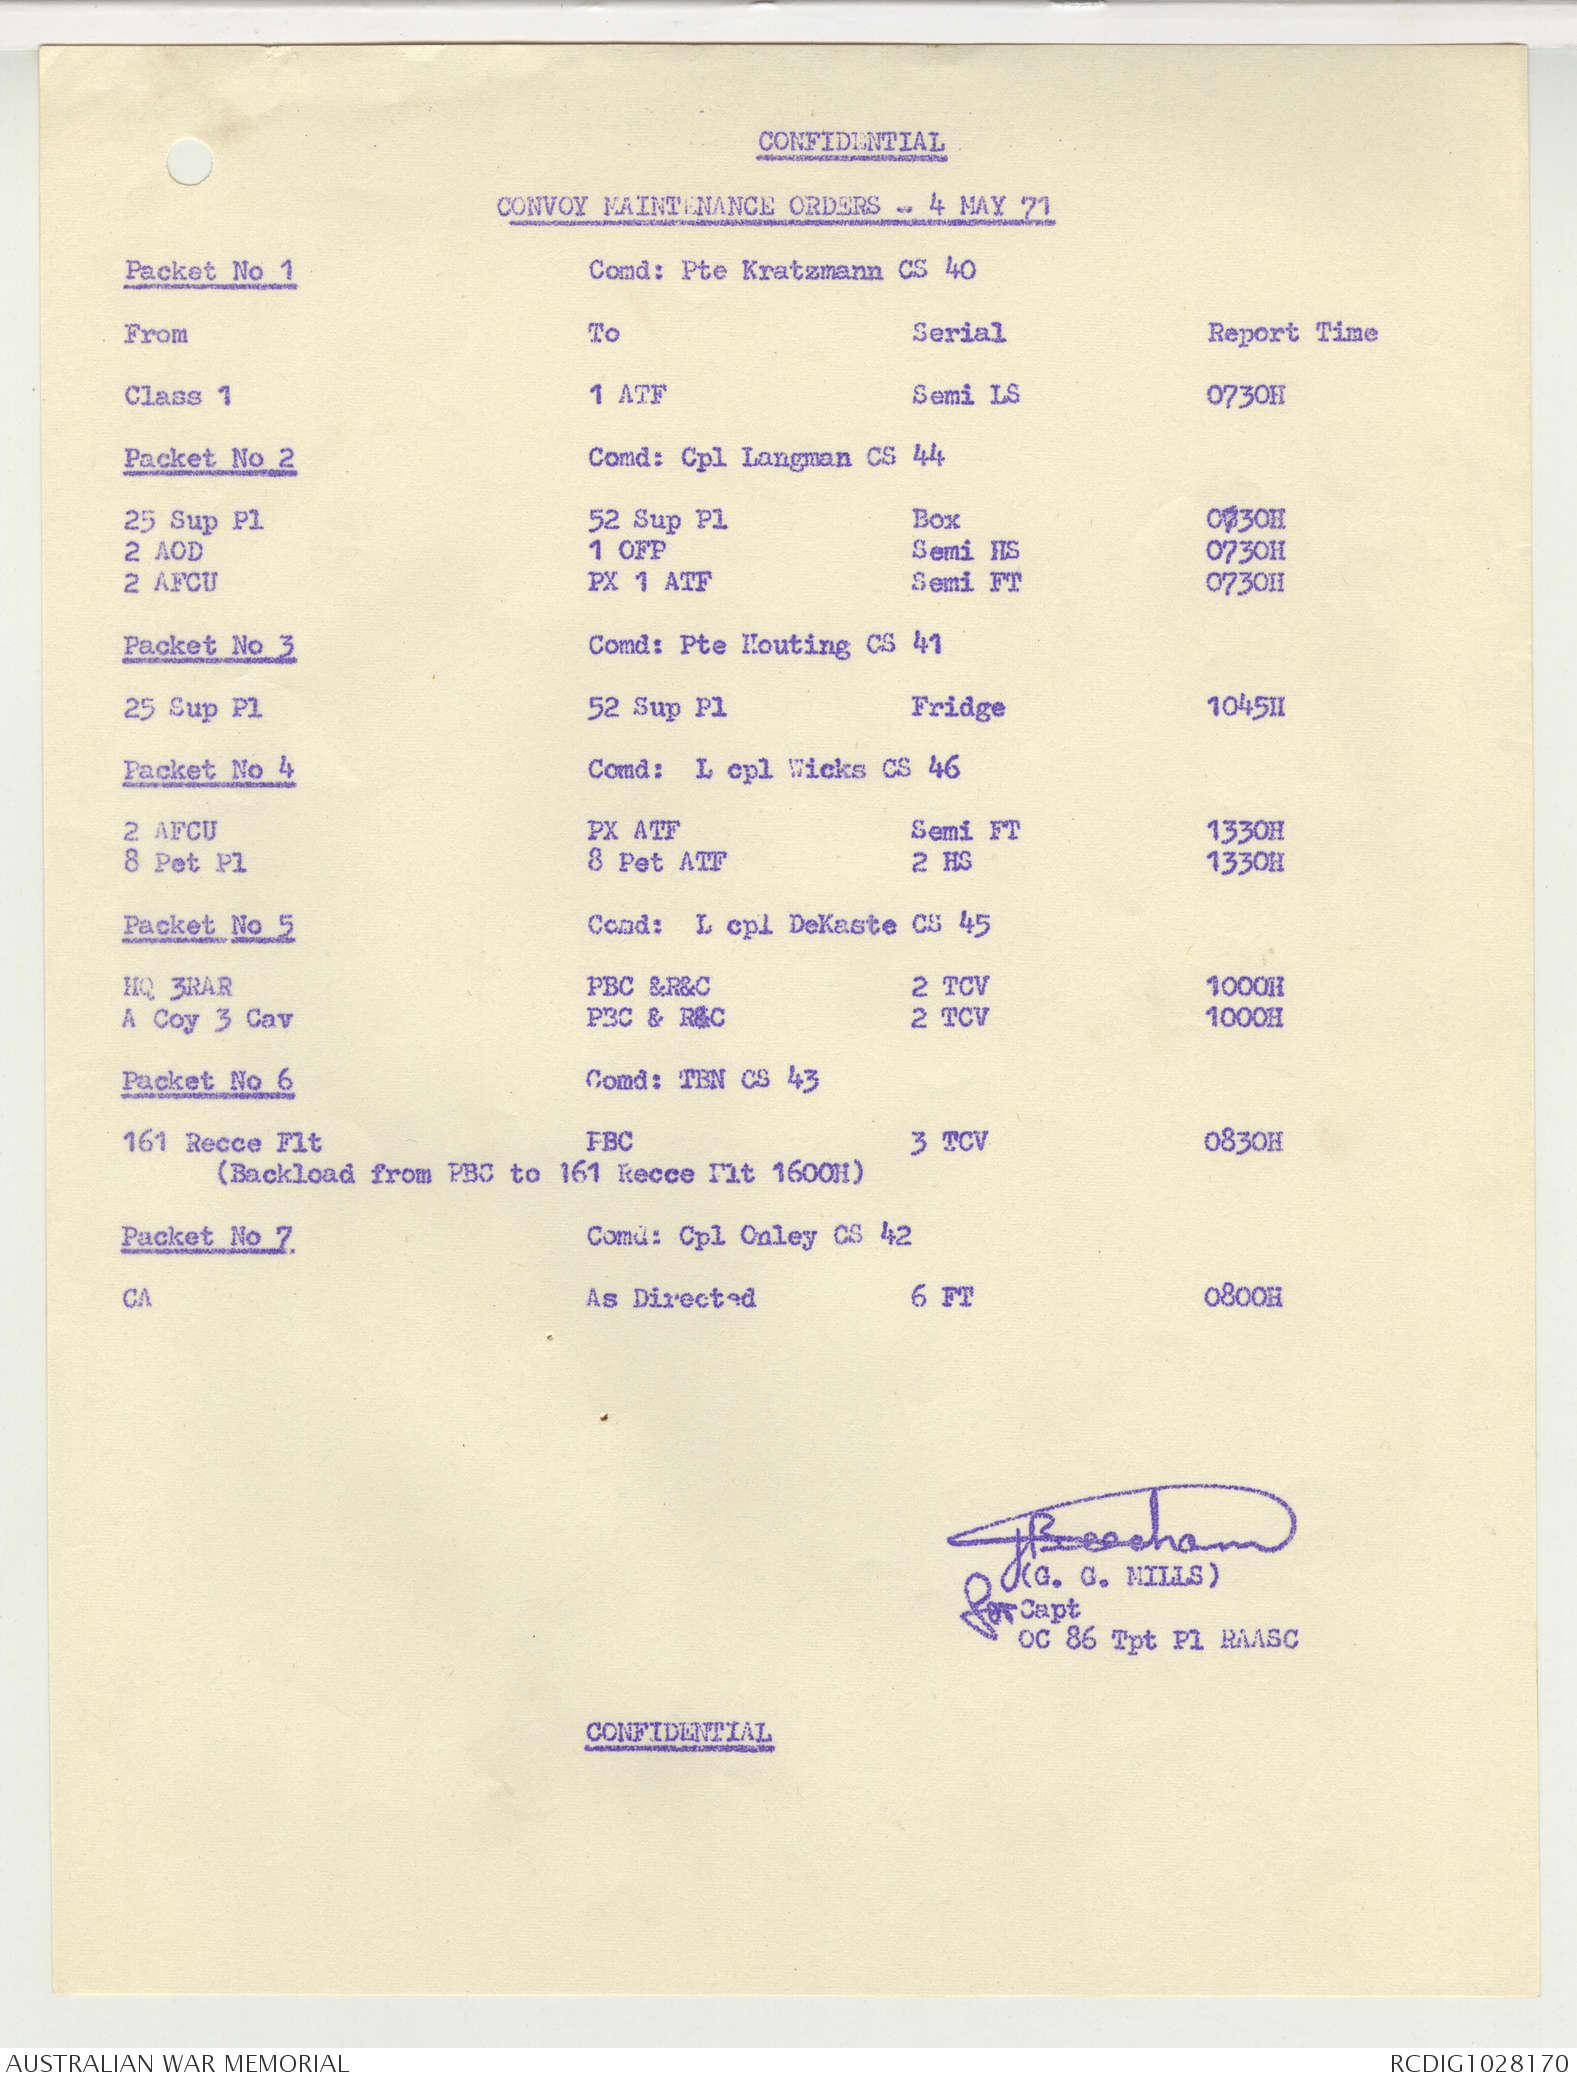 CONFIDENTIAL
CONVOY MAINTENANCE ORDERS - 4 MAY 71
Packet No 1 Comd: Pte Kratzmann CS 40
From To Serial Report Time
Class 1 1 ATF Semi LS 0730H
Packet No 2 Comd: Cpl Langman CS 44
25 Sup Pl 52 Sup Pl Box 0730H
2 AOD 1 OFP Semi HS 0730H
2 AFCU PX 1 ATF Semi FT 0730H
Packet No 3 Comd: Pte Houting CS 41
25 Sup Pl 52 Sup Pl Fridge 1045H
Packet No 4 Comd: L cpl Wicks CS 46
2 AFCU PX ATF Semi FT 1330H
8 Pet Pl 8 Pet ATF 2 HS 1330H
Packet No 5 Comd: L cpl DeKaste CS 45
HQ 3RAR PBC &R&C 2 TCV 1000H
A Coy 3 Cav PBC & R&C 2 TCV 1000H
Packet No 6 Comd: TBN CS 43
161 Recce Flt PBC 3 TCV 0830H
(Backload from PBC to 161 Recce Flt 1600H)
Packet No 7. Comd: Cpl Onley CS 42
CA As Directed 6 FT 0800H
JBeecham
(G. G. MILLS)
for Capt
OC 86 Tpt Pl RAASC
CONFIDENTIAL
AUSTRALIAN WAR MEMORIAL RCDIG1028170